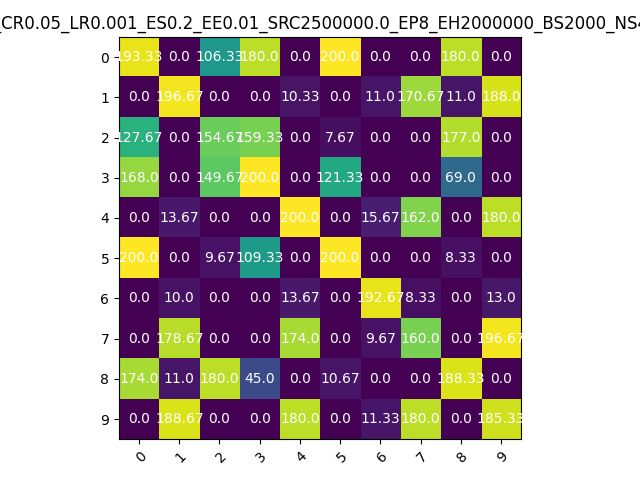 _CR0.05_LR0.001_ES0.2_EE0.01_SRC2500000.0_EP8_EH2000000_BS2000_NS4
0 193.33 0.0 106.33 180.0 0.0 200.0 0.0 0.0 180.0 0.0
1 0.0 196.67 0.0 0.0 10.33 0.0 11.0 170.67 11.0 188.0
2 127.67 0.0 154.67 159.33 0.0 7.67 0.0 0.0 177.0 0.0
3 168.0 0.0 149.67 200.0 0.0 121.33 0.0 0.0 69.0 0.0
4 0.0 13.67 0.0 0.0 200.0 0.0 15.67 162.0 0.0 180.0
5 200.0 0.0 9.67 109.33 0.0 200.0 0.0 0.0 8.33 0.0
6 0.0 10.0 0.0 0.0 13.67 0.0 192.67 8.33 0.0 13.0
7 0.0 178.67 0.0 0.0 174.0 0.0 9.67 160.0 0.0 196.67
8 174.0 11.0 180.0 45.0 0.0 10.67 0.0 0.0 188.33 0.0
9 0.0 188.67 0.0 0.0 180.0 0.0 11.33 180.0 0.0 185.33
0 1 2 3 4 5 6 7 8 9